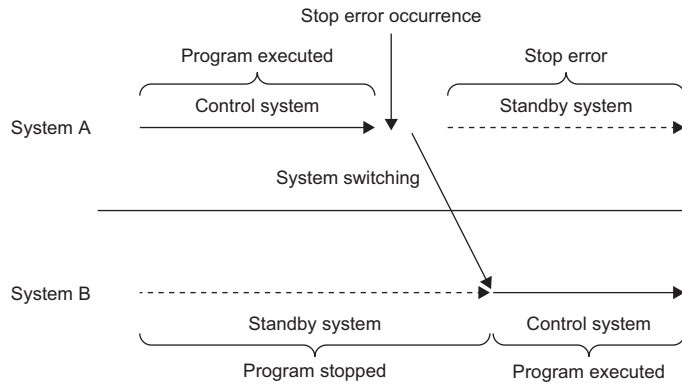 Stop error occurrence
Program executed
Stop error
Control system
Standby system
System A
System switching
System B
Standby system
Control system
Program stopped
Program executed